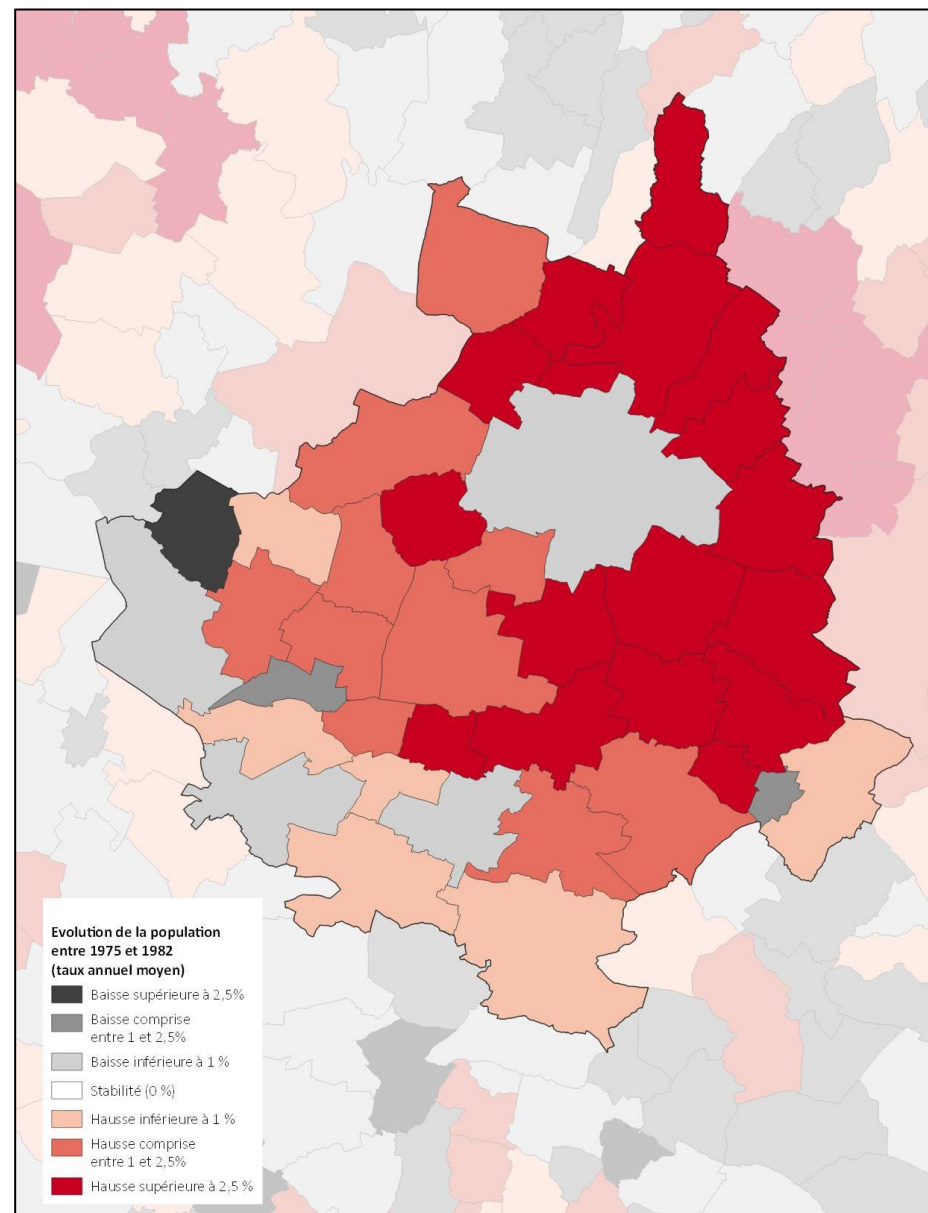 Evolution de la population
entre 1975 et 1982
(taux annuel moyen)
Baisse supérieure à 2,5%
Baisse comprise
entre 1 et 2,5%
Baisse inférieure à 1 %
Stabilité (0 %)
Hausse inférieure à 1 %
Hausse comprise
entre 1 et 2,5%
Hausse supérieure à 2,5 %